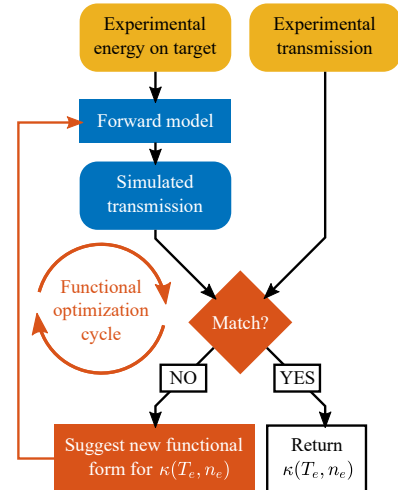 Experimental
energy on target
Experimental
transmission
Forward model
Simulated
transmission
Functional
optimization
cycle
Match?
NO
YES
Suggest new functional
form for κ(Tₑ, nₑ)
Return
κ(Tₑ, nₑ)